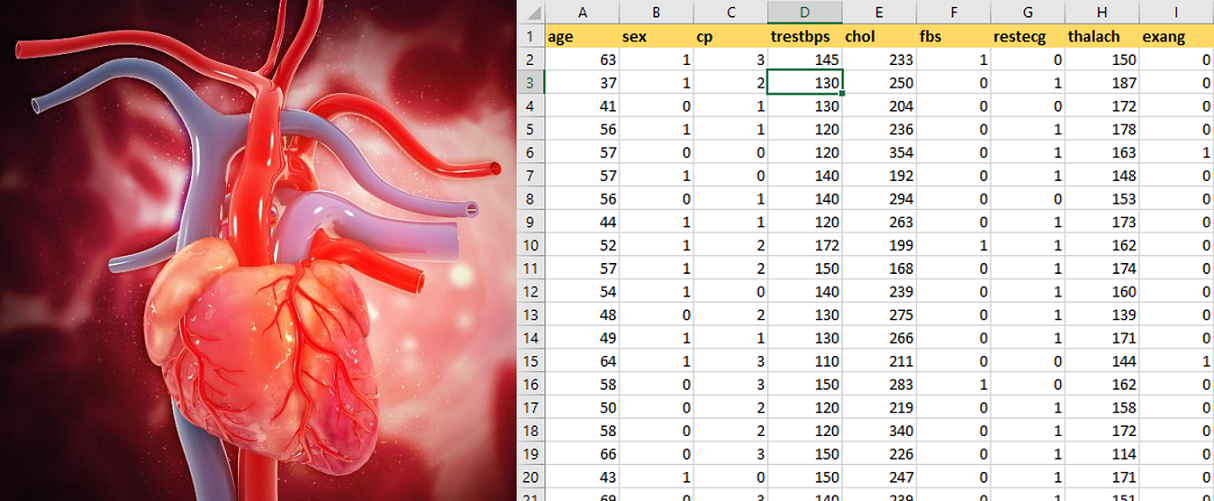 A B C D E F G H I
1 age sex cp trestbps chol fbs restecg thalach exang
2 63 1 3 145 233 1 0 150 0
3 37 1 2 130 250 0 1 187 0
4 41 0 1 130 204 0 0 172 0
5 56 1 1 120 236 0 1 178 0
6 57 0 0 120 354 0 1 163 1
7 57 1 0 140 192 0 1 148 0
8 56 0 1 140 294 0 0 153 0
9 44 1 1 120 263 0 1 173 0
10 52 1 2 172 199 1 1 162 0
11 57 1 2 150 168 0 1 174 0
12 54 1 0 140 239 0 1 160 0
13 48 0 2 130 275 0 1 139 0
14 49 1 1 130 266 0 1 171 0
15 64 1 3 110 211 0 0 144 1
16 58 0 3 150 283 1 0 162 0
17 50 0 2 120 219 0 1 158 0
18 58 0 2 120 340 0 1 172 0
19 66 0 3 150 226 0 1 114 0
20 43 1 0 150 247 0 1 171 0
21 69 0 3 140 239 0 1 151 0